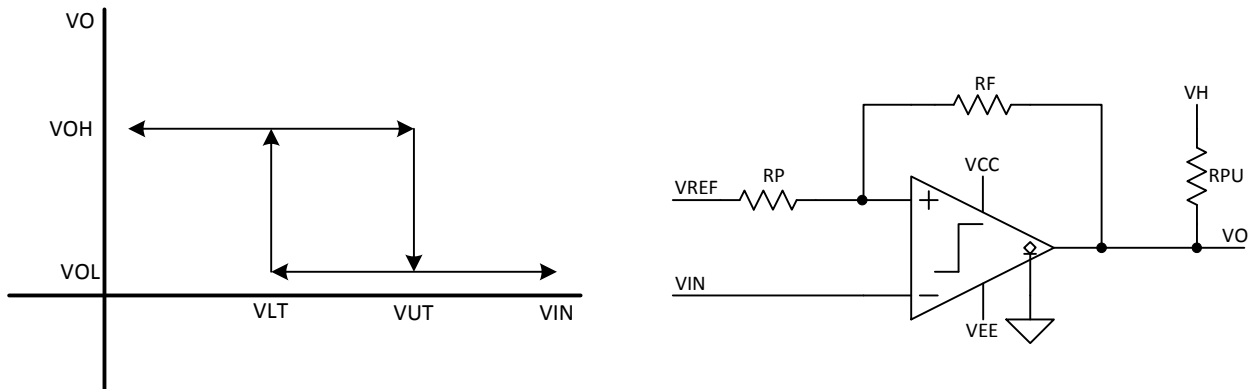 VO
VOH
VOL
VLT
VUT
VIN
RF
VH
VCC
RPU
RP
VREF
VO
VIN
VEE